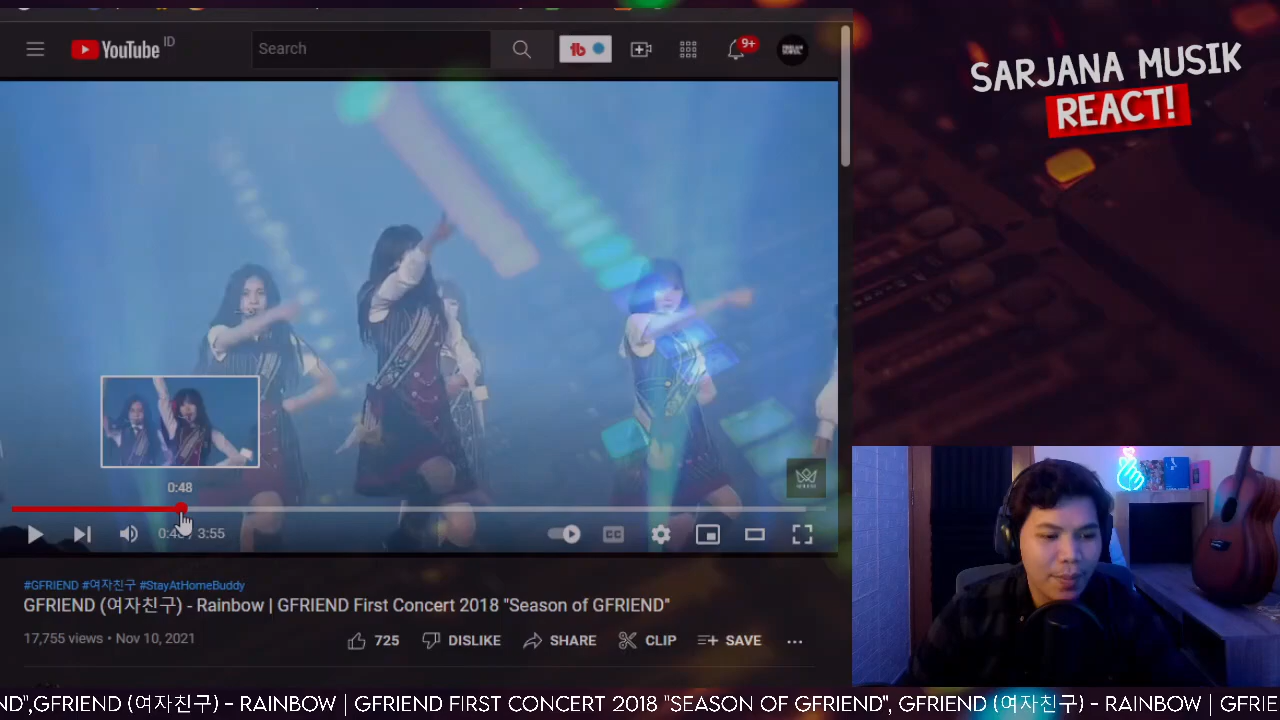 YouTube ID
Search
9+
SARJANA MUSIK
REACT!
0:48
3:55
CC
#GFRIEND #여자친구 #StayAtHomeBuddy
GFRIEND (여자친구) - Rainbow | GFRIEND First Concert 2018 "Season of GFRIEND"
17,755 views • Nov 10, 2021
725 DISLIKE SHARE CLIP SAVE
ND",GFRIEND (여자친구) - RAINBOW | GFRIEND FIRST CONCERT 2018 "SEASON OF GFRIEND", GFRIEND (여자친구) - RAINBOW | GFRIE